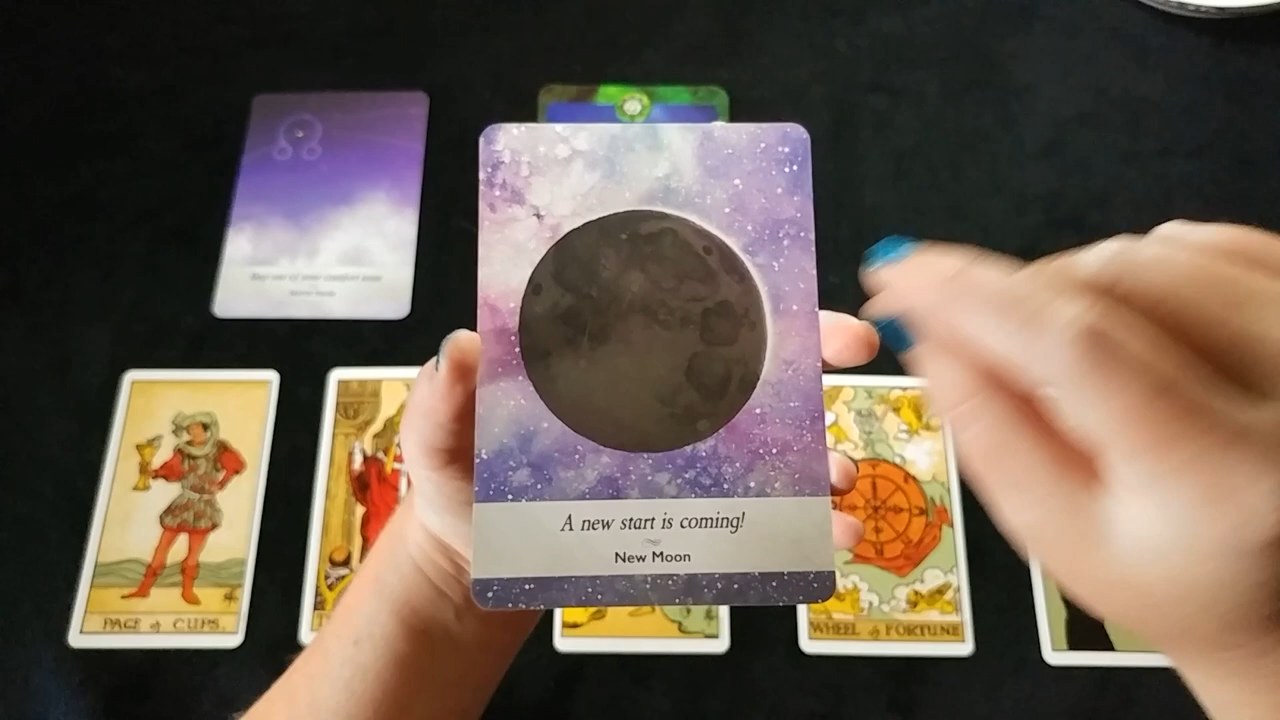 A new start is coming!
New Moon
PAGE of CUPS.
WHEEL of FORTUNE